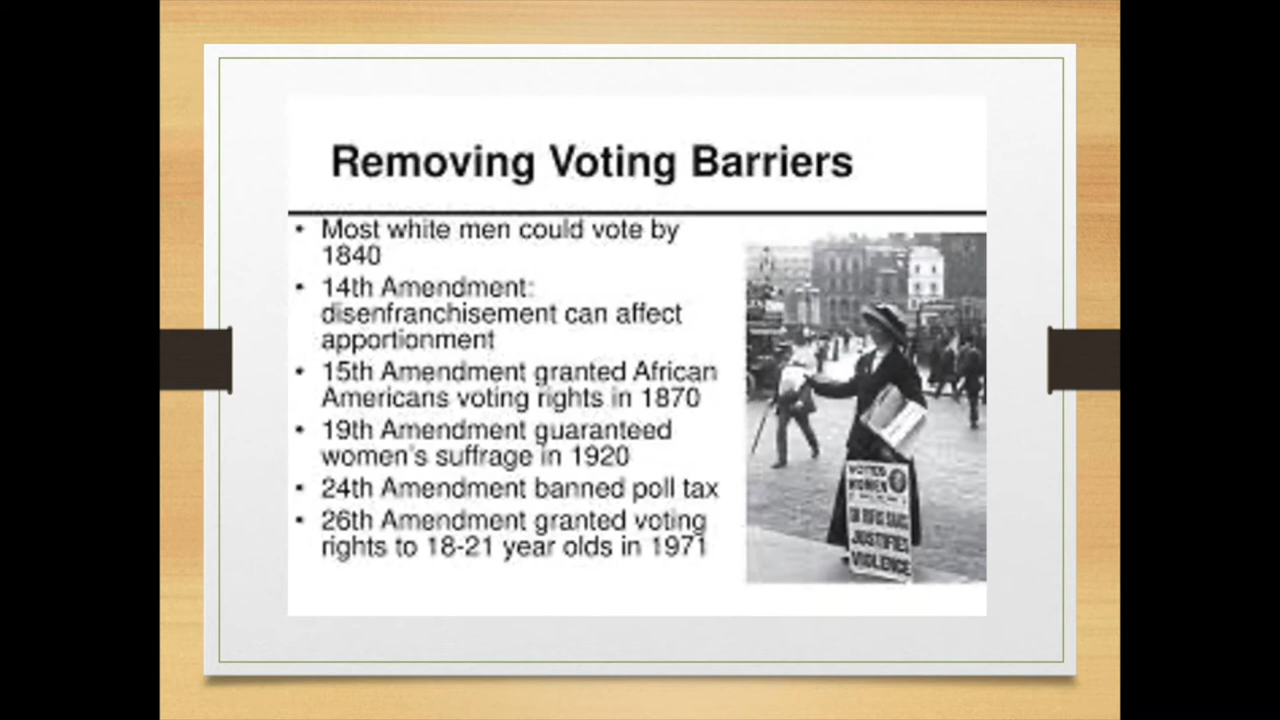 Removing Voting Barriers
• Most white men could vote by
1840
• 14th Amendment:
disenfranchisement can affect
apportionment
• 15th Amendment granted African
Americans voting rights in 1870
• 19th Amendment guaranteed
women's suffrage in 1920
• 24th Amendment banned poll tax
• 26th Amendment granted voting
rights to 18-21 year olds in 1971
WOMEN
JUSTIFIES
VIOLENCE